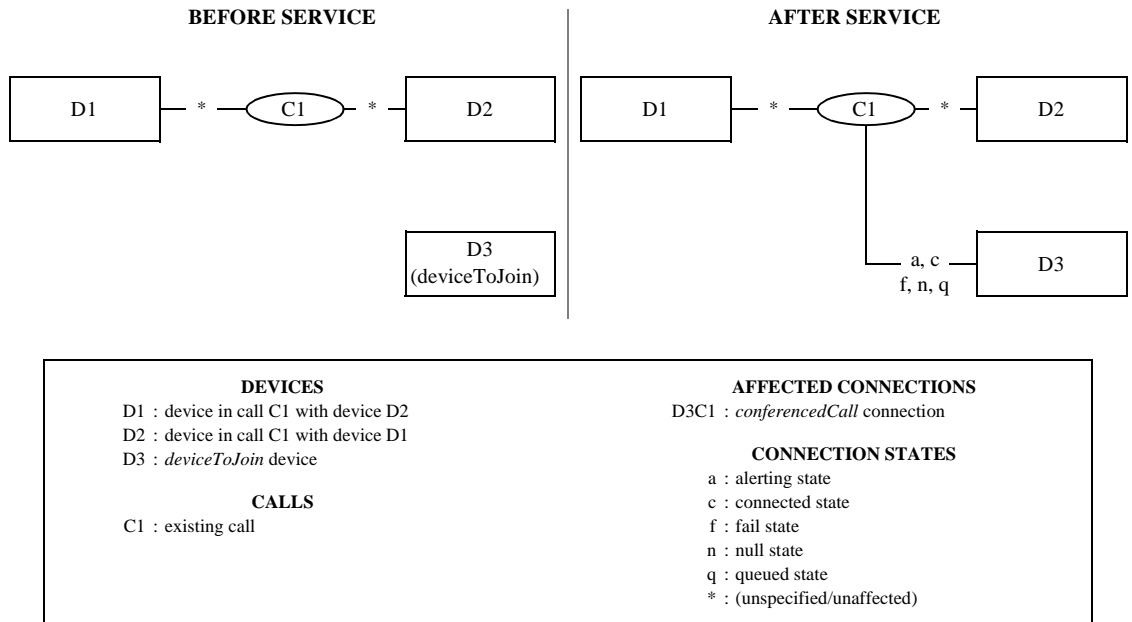 BEFORE SERVICE
AFTER SERVICE
D1 * C1 * D2
D1 * C1 * D2
D3
(deviceToJoin)
a, c
f, n, q
D3
DEVICES
D1 : device in call C1 with device D2
D2 : device in call C1 with device D1
D3 : deviceToJoin device
CALLS
C1 : existing call
AFFECTED CONNECTIONS
D3C1 : conferencedCall connection
CONNECTION STATES
a : alerting state
c : connected state
f : fail state
n : null state
q : queued state
* : (unspecified/unaffected)